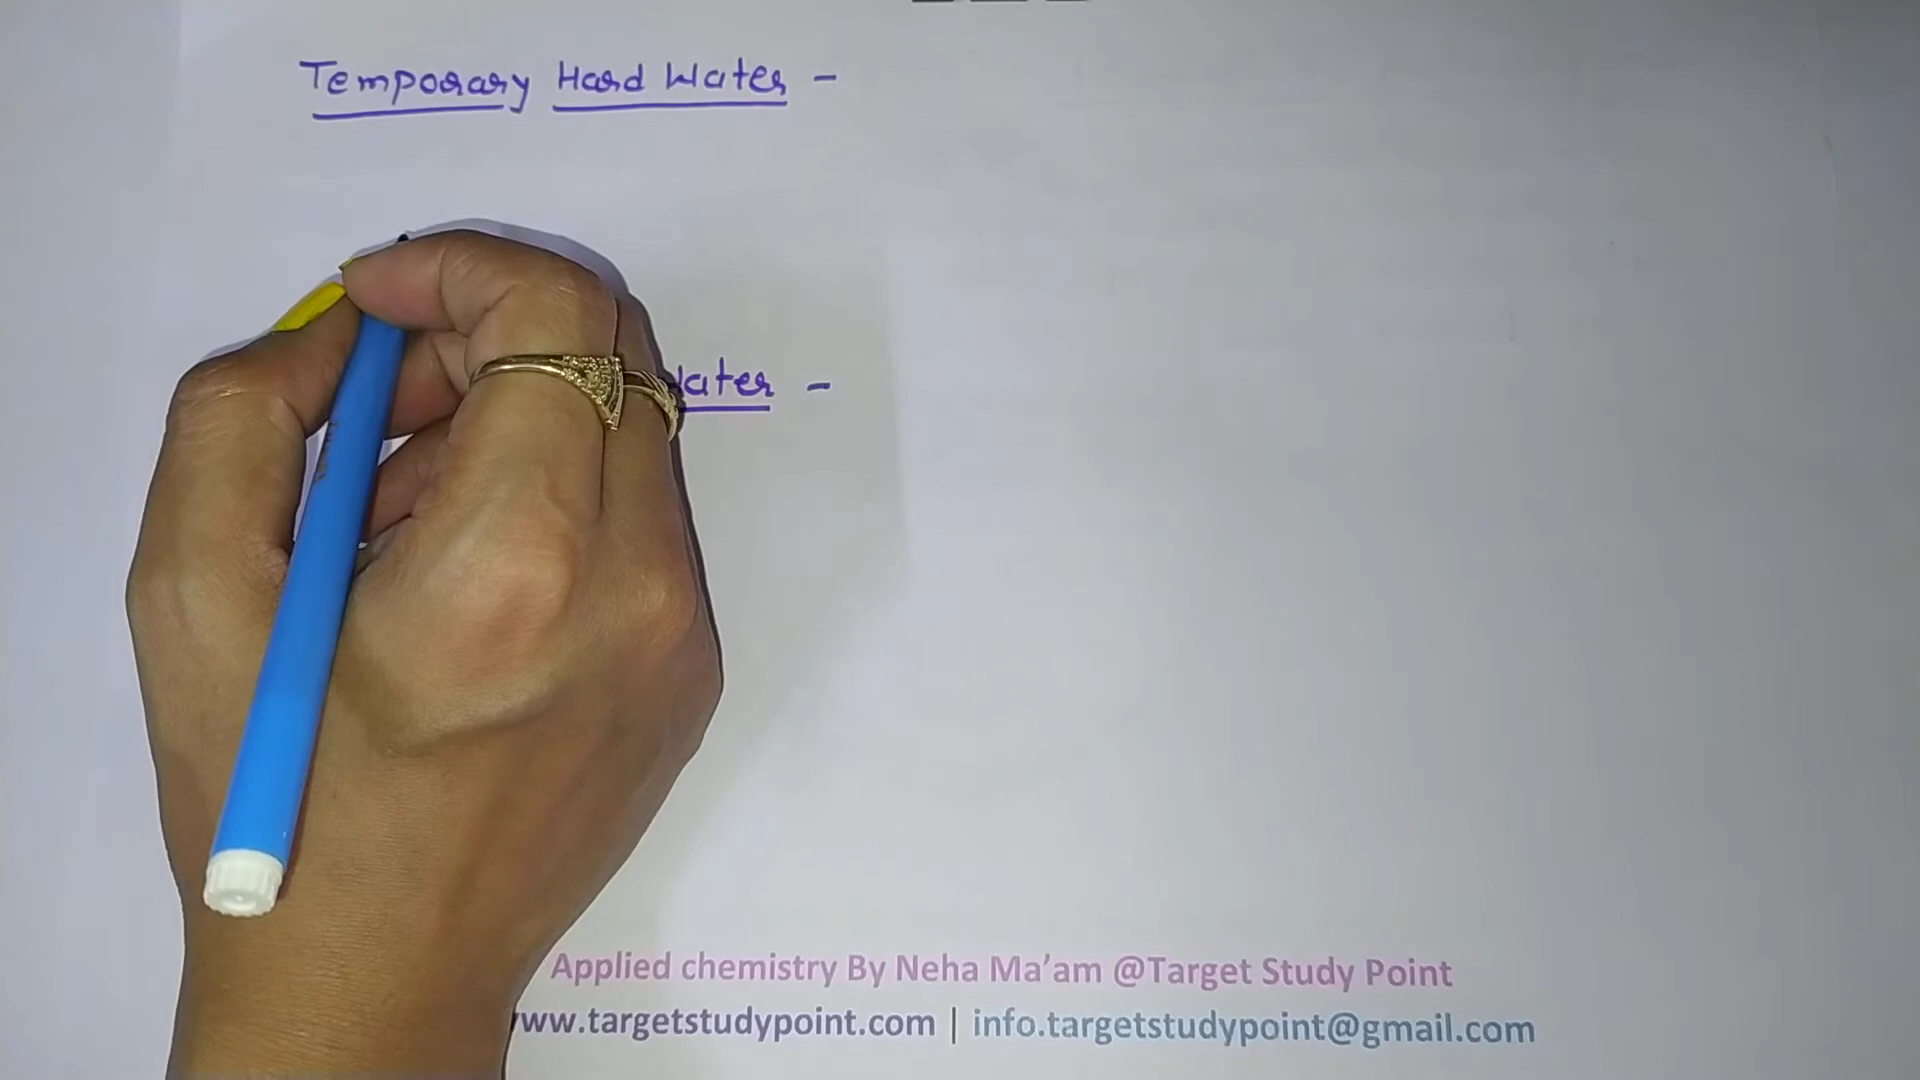 Temporary Hard Water -
Water -
Applied chemistry By Neha Ma'am @Target Study Point
www.targetstudypoint.com | info.targetstudypoint@gmail.com